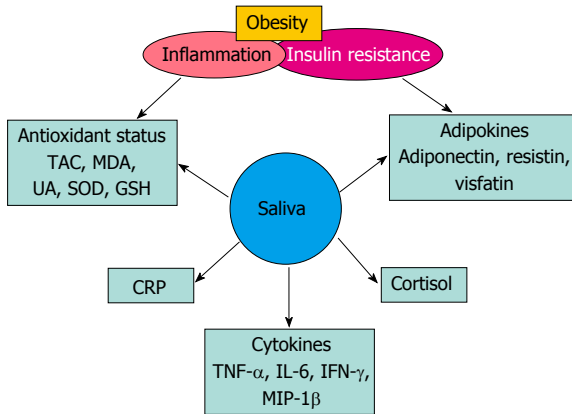 Obesity
Inflammation
Insulin resistance
Antioxidant status
TAC, MDA,
UA, SOD, GSH
Adipokines
Adiponectin, resistin,
visfatin
Saliva
CRP
Cortisol
Cytokines
TNF-α, IL-6, IFN-γ,
MIP-1β